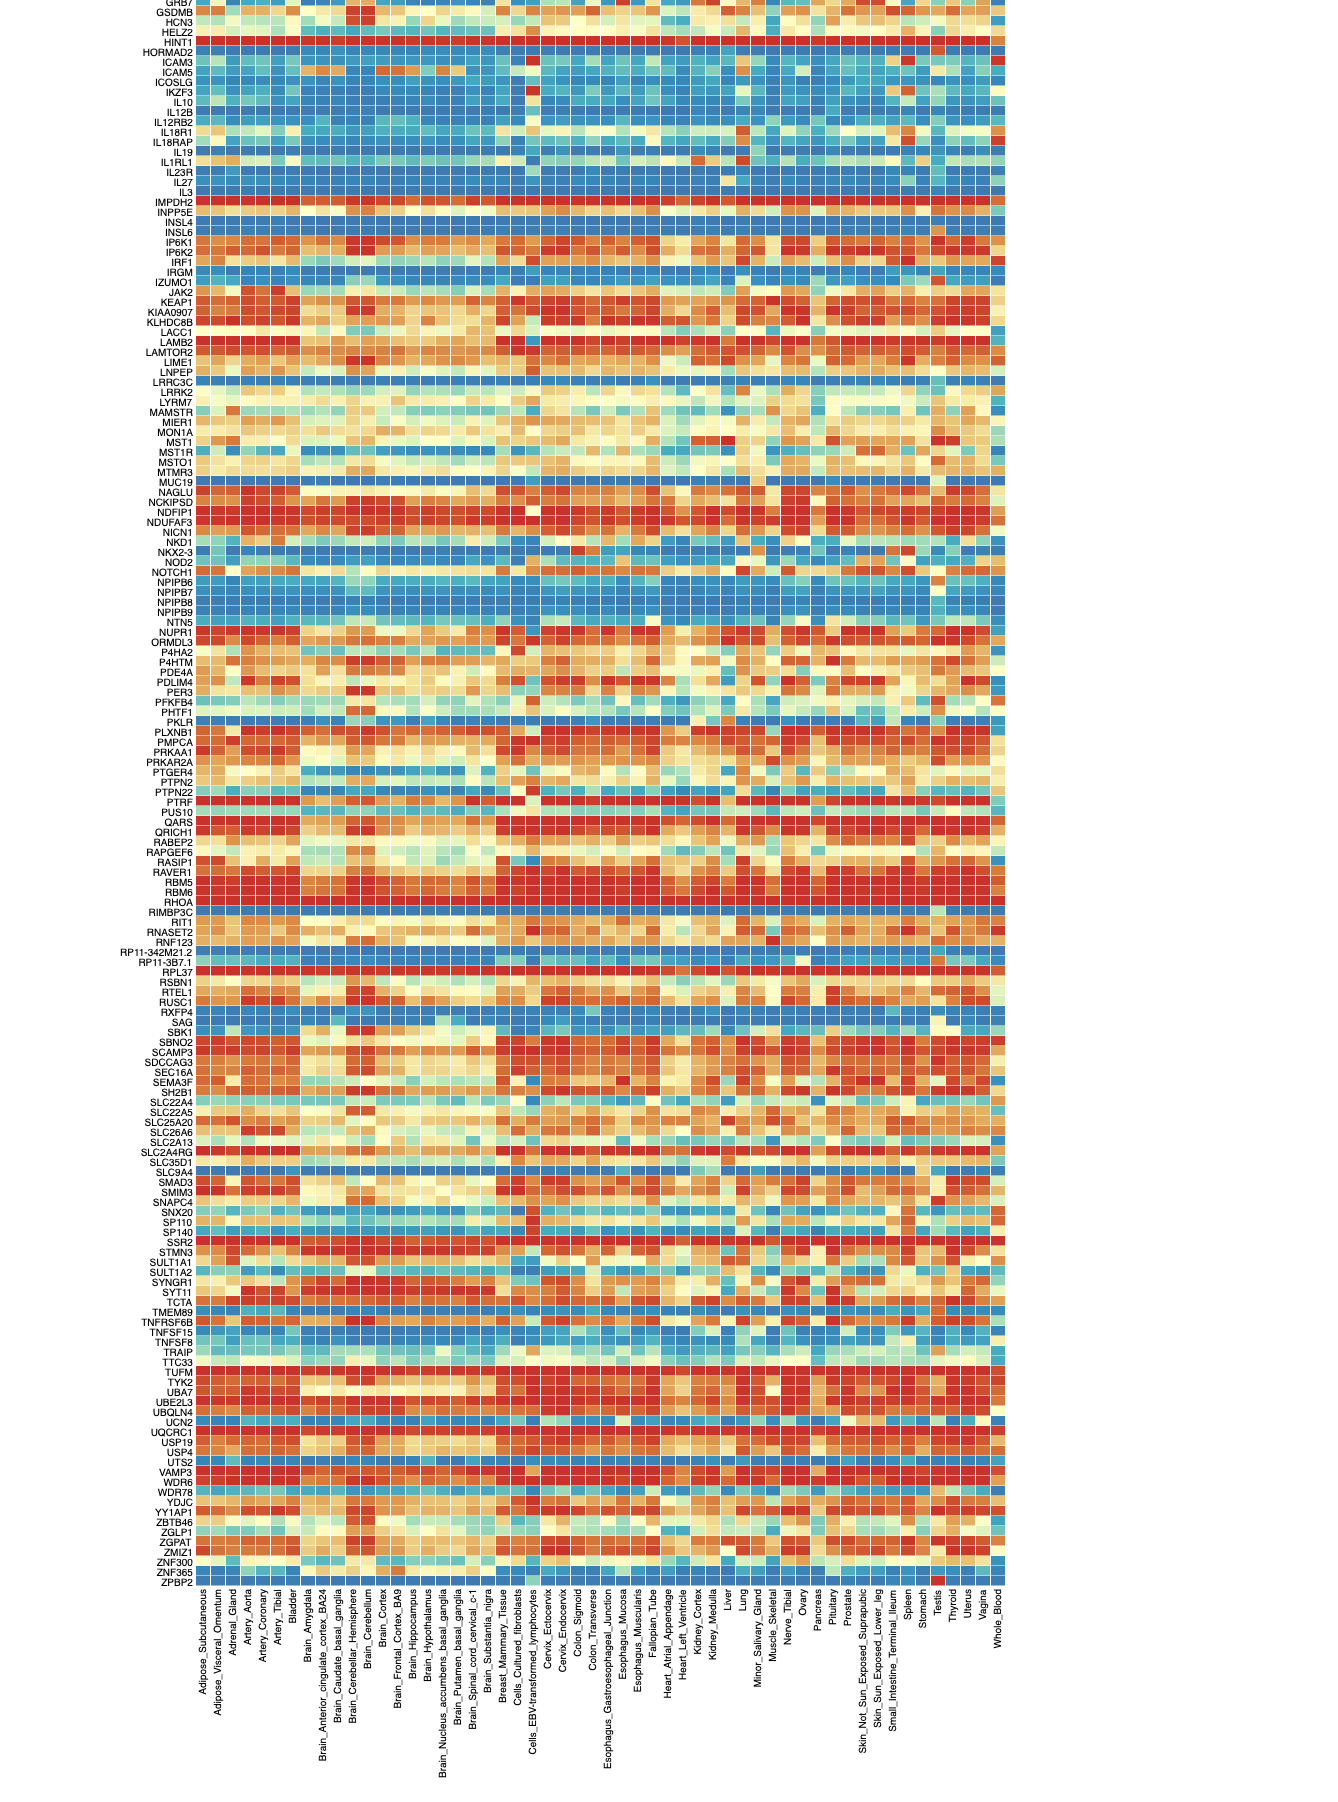 GRB7
GSDMB
HCN3
HELZ2
HINT1
HORMAD2
ICAM3
ICAM5
ICOSLG
IKZF3
IL10
IL12B
IL12RB2
IL18R1
IL18RAP
IL19
IL1RL1
IL23R
IL27
IL3
IMPDH2
INPP5E
INSL4
INSL6
IP6K1
IP6K2
IRF1
IRGM
IZUMO1
JAK2
KEAP1
KIAA0907
KLHDC8B
LACC1
LAMB2
LAMTOR2
LIME1
LNPEP
LRRC3C
LRRK2
LYRM7
MAMSTR
MIER1
MON1A
MST1
MST1R
MSTO1
MTMR3
MUC19
NAGLU
NCKIPSD
NDFIP1
NDUFAF3
NICN1
NKD1
NKX2-3
NOD2
NOTCH1
NPIPB6
NPIPB7
NPIPB8
NPIPB9
NTN5
NUPR1
ORMDL3
P4HA2
P4HTM
PDE4A
PDLIM4
PER3
PFKFB4
PHTF1
PKLR
PLXNB1
PMPCA
PRKAA1
PRKAR2A
PTGER4
PTPN2
PTPN22
PTRF
PUS10
QARS
QRICH1
RABEP2
RAPGEF6
RASIP1
RAVER1
RBM5
RBM6
RHOA
RIMBP3C
RIT1
RNASET2
RNF123
RP11-342M21.2
RP11-3B7.1
RPL37
RSBN1
RTEL1
RUSC1
RXFP4
SAG
SBK1
SBNO2
SCAMP3
SDCCAG3
SEC16A
SEMA3F
SH2B1
SLC22A4
SLC22A5
SLC25A20
SLC26A6
SLC2A13
SLC2A4RG
SLC35D1
SLC9A4
SMAD3
SMIM3
SNAPC4
SNX20
SP110
SP140
SSR2
STMN3
SULT1A1
SULT1A2
SYNGR1
SYT11
TCTA
TMEM89
TNFRSF6B
TNFSF15
TNFSF8
TRAIP
TTC33
TUFM
TYK2
UBA7
UBE2L3
UBQLN4
UCN2
UQCRC1
USP19
USP4
UTS2
VAMP3
WDR6
WDR78
YDJC
YY1AP1
ZBTB46
ZGLP1
ZGPAT
ZMIZ1
ZNF300
ZNF365
ZPBP2
Adipose_Subcutaneous
Adipose_Visceral_Omentum
Adrenal_Gland
Artery_Aorta
Artery_Coronary
Artery_Tibial
Bladder
Brain_Amygdala
Brain_Anterior_cingulate_cortex_BA24
Brain_Caudate_basal_ganglia
Brain_Cerebellar_Hemisphere
Brain_Cerebellum
Brain_Cortex
Brain_Frontal_Cortex_BA9
Brain_Hippocampus
Brain_Hypothalamus
Brain_Nucleus_accumbens_basal_ganglia
Brain_Putamen_basal_ganglia
Brain_Spinal_cord_cervical_c-1
Brain_Substantia_nigra
Breast_Mammary_Tissue
Cells_Cultured_fibroblasts
Cells_EBV-transformed_lymphocytes
Cervix_Ectocervix
Cervix_Endocervix
Colon_Sigmoid
Colon_Transverse
Esophagus_Gastroesophageal_Junction
Esophagus_Mucosa
Esophagus_Muscularis
Fallopian_Tube
Heart_Atrial_Appendage
Heart_Left_Ventricle
Kidney_Cortex
Kidney_Medulla
Liver
Lung
Minor_Salivary_Gland
Muscle_Skeletal
Nerve_Tibial
Ovary
Pancreas
Pituitary
Prostate
Skin_Not_Sun_Exposed_Suprapubic
Skin_Sun_Exposed_Lower_leg
Small_Intestine_Terminal_Ileum
Spleen
Stomach
Testis
Thyroid
Uterus
Vagina
Whole_Blood